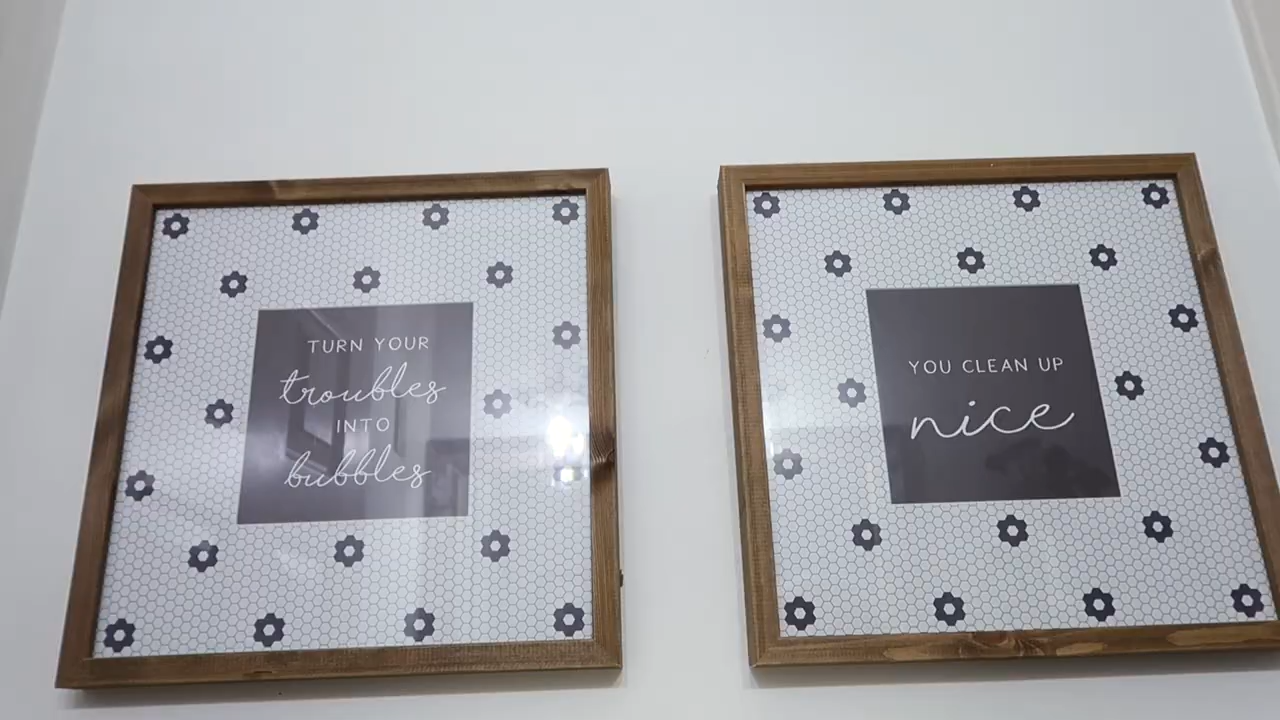 TURN YOUR
troubles
INTO
bubbles
YOU CLEAN UP
nice